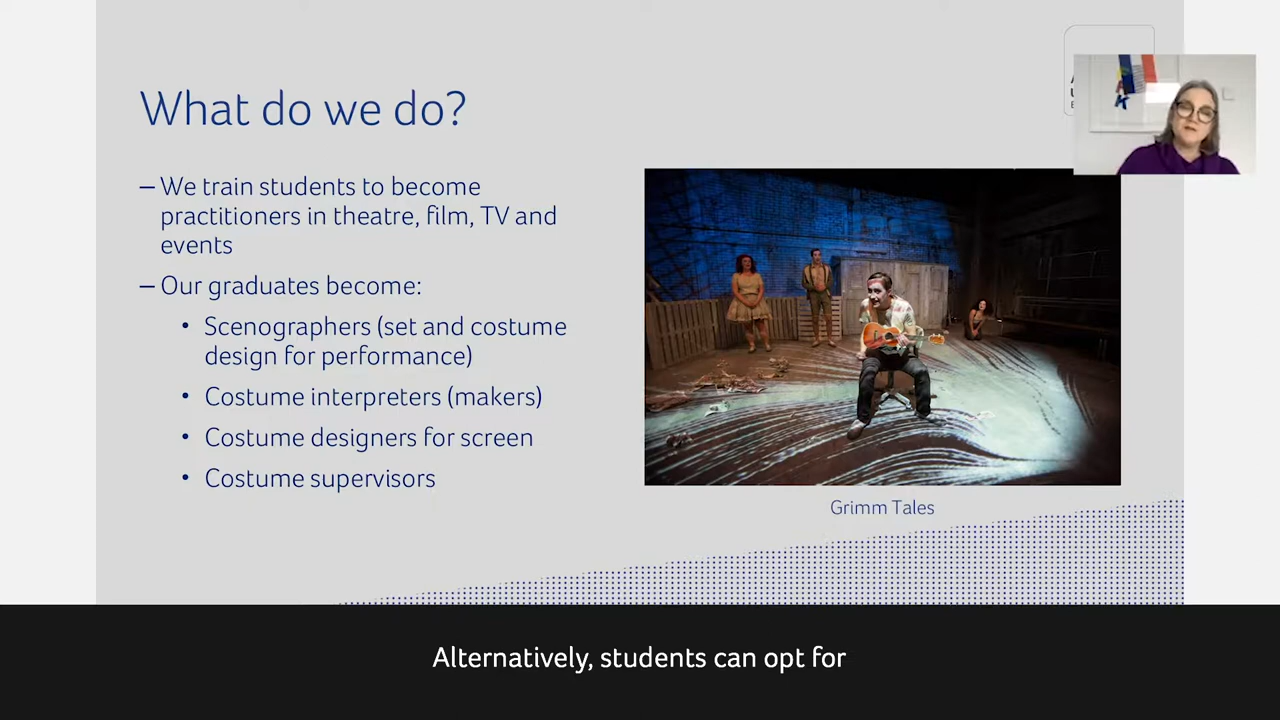 What do we do?
– We train students to become
practitioners in theatre, film, TV and
events
– Our graduates become:
• Scenographers (set and costume
design for performance)
• Costume interpreters (makers)
• Costume designers for screen
• Costume supervisors
Grimm Tales
Alternatively, students can opt for